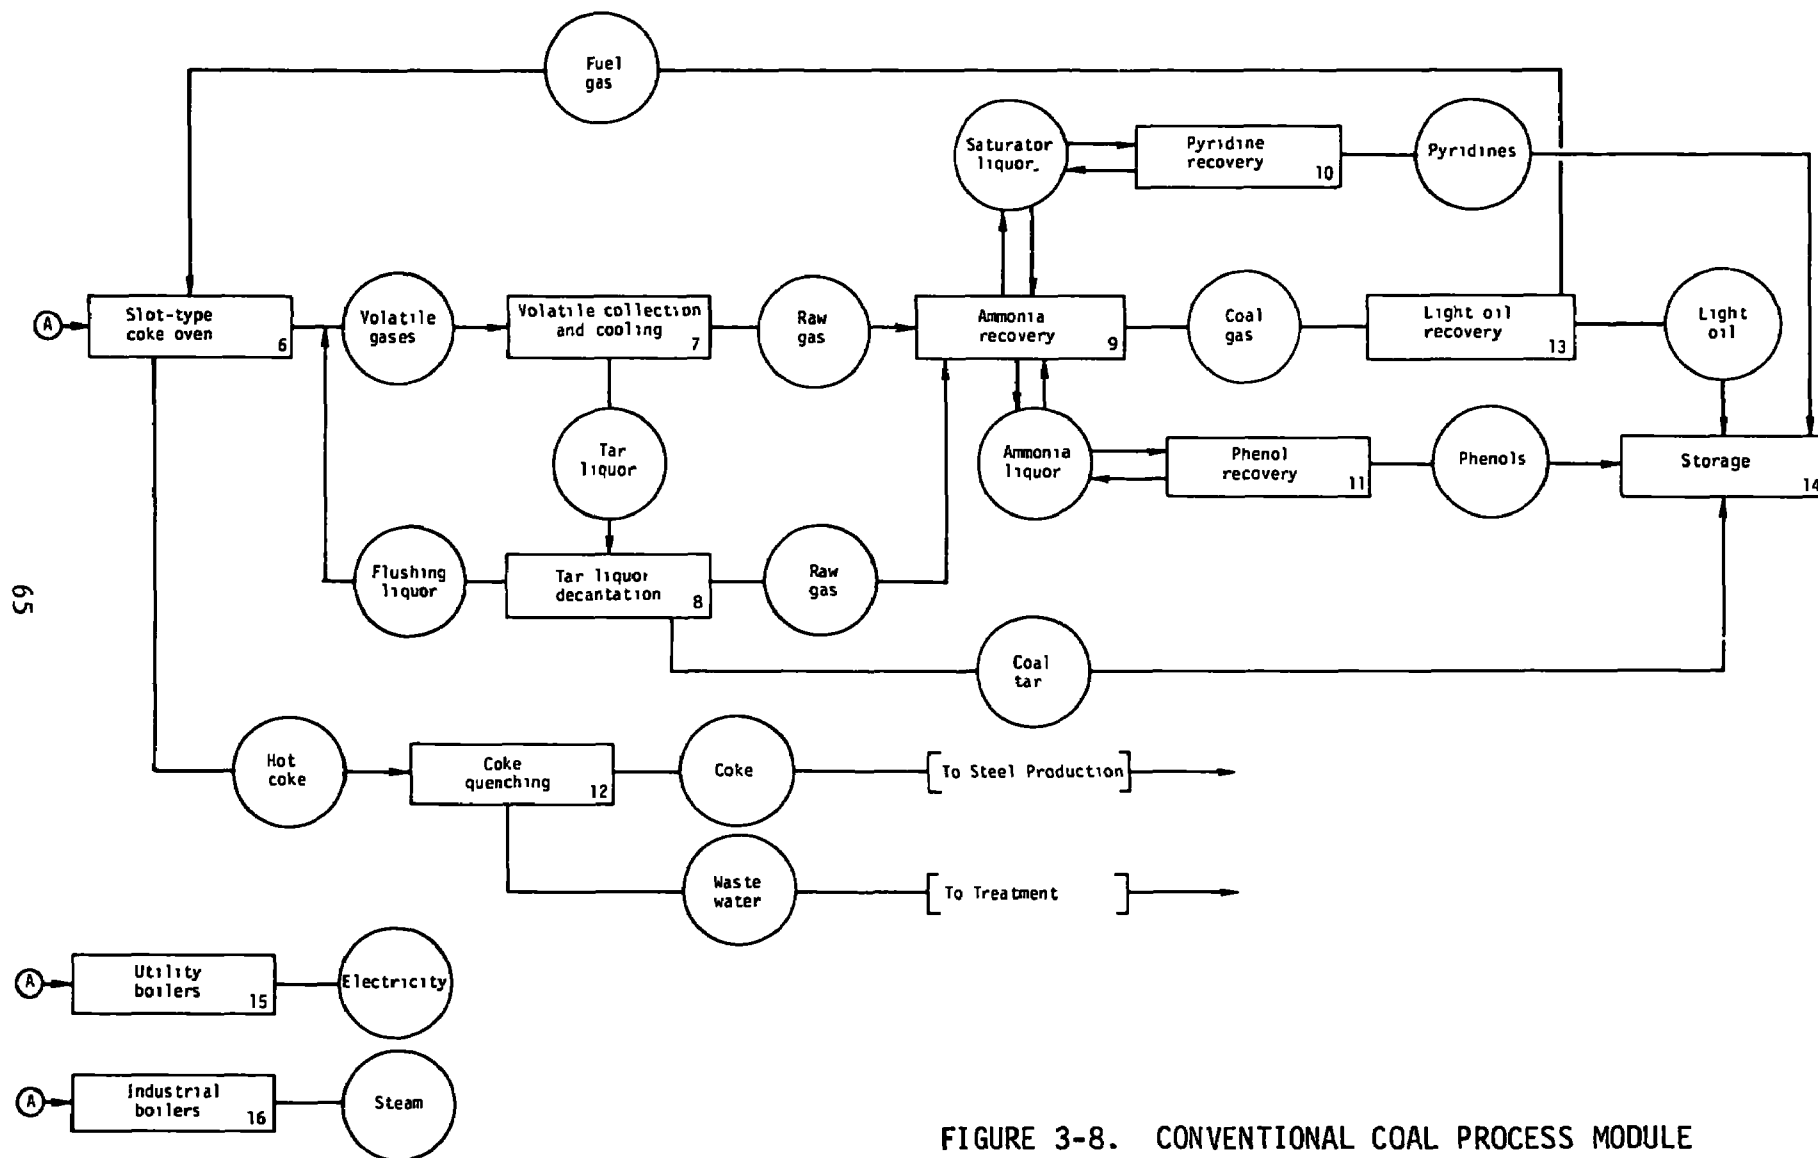 Fuel
gas
Saturator
liquor
Pyridine
recovery
10
Pyridines
A
Slot-type
coke oven
6
Volatile
gases
Volatile collection
and cooling
7
Raw
gas
Ammonia
recovery
9
Coal
gas
Light oil
recovery
13
Light
oil
Tar
liquor
Ammonia
liquor
Phenol
recovery
11
Phenols
Storage
14
Flushing
liquor
Tar liquor
decantation
8
Raw
gas
65
Coal
tar
Hot
coke
Coke
quenching
12
Coke
[To Steel Production]
Waste
water
[To Treatment ]
A
Utility
boilers
15
Electricity
A
Industrial
boilers
16
Steam
FIGURE 3-8. CONVENTIONAL COAL PROCESS MODULE